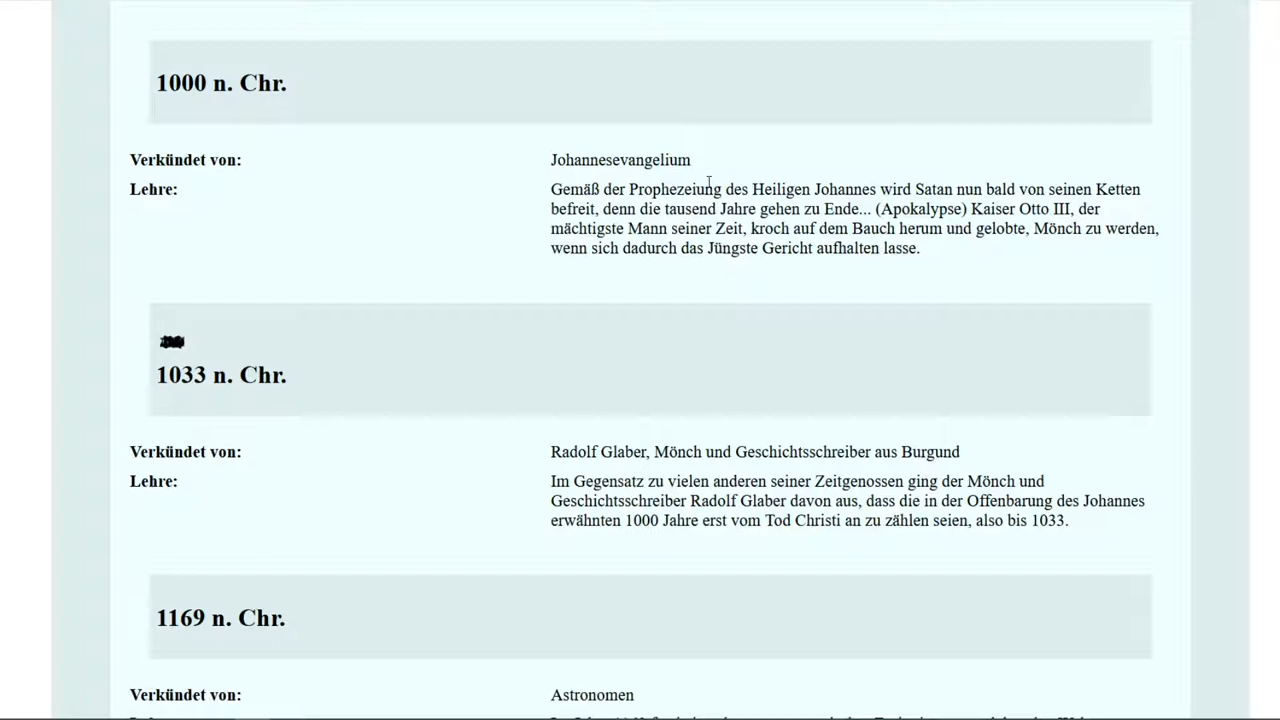 1000 n. Chr.
Verkündet von: Johannesevangelium
Lehre: Gemäß der Prophezeiung des Heiligen Johannes wird Satan nun bald von seinen Ketten
befreit, denn die tausend Jahre gehen zu Ende... (Apokalypse) Kaiser Otto III, der
mächtigste Mann seiner Zeit, kroch auf dem Bauch herum und gelobte, Mönch zu werden,
wenn sich dadurch das Jüngste Gericht aufhalten lasse.
1033 n. Chr.
Verkündet von: Radolf Glaber, Mönch und Geschichtsschreiber aus Burgund
Lehre: Im Gegensatz zu vielen anderen seiner Zeitgenossen ging der Mönch und
Geschichtsschreiber Radolf Glaber davon aus, dass die in der Offenbarung des Johannes
erwähnten 1000 Jahre erst vom Tod Christi an zu zählen seien, also bis 1033.
1169 n. Chr.
Verkündet von: Astronomen